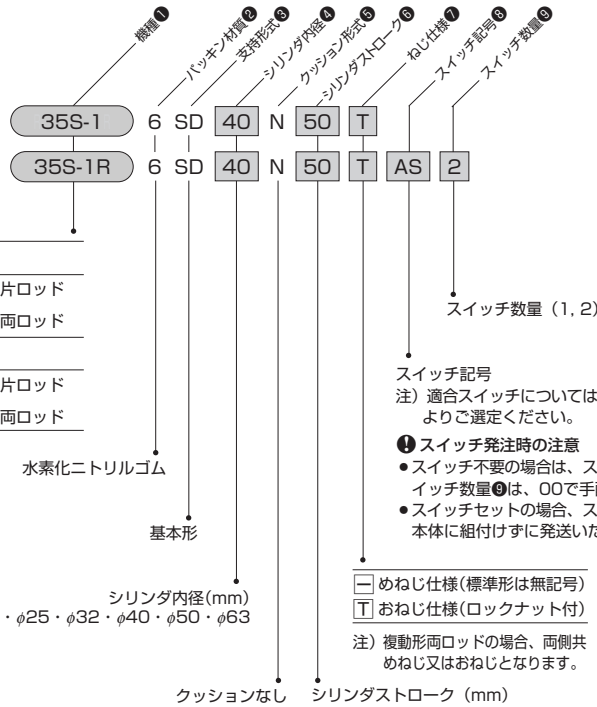 機種❶
パッキン材質❷
支持形式❸
シリンダ内径❹
クッション形式❺
シリンダストローク❻
ねじ仕様❼
スイッチ記号❽
スイッチ数量❾
35S-1 6 SD 40 N 50 T
35S-1R 6 SD 40 N 50 T AS 2
片ロッド
両ロッド
片ロッド
両ロッド
スイッチ数量（1, 2）
スイッチ記号
注）適合スイッチについては
よりご選定ください。
スイッチ発注時の注意
●スイッチ不要の場合は、ス
イッチ数量❾は、00で手
●スイッチセットの場合、ス
本体に組付けずに発送いた
水素化ニトリルゴム
基本形
シリンダ内径(mm)
・φ25・φ32・φ40・φ50・φ63
ー めねじ仕様(標準形は無記号)
T おねじ仕様(ロックナット付)
注）複動形両ロッドの場合、両側共
めねじ又はおねじとなります。
クッションなし
シリンダストローク（mm）